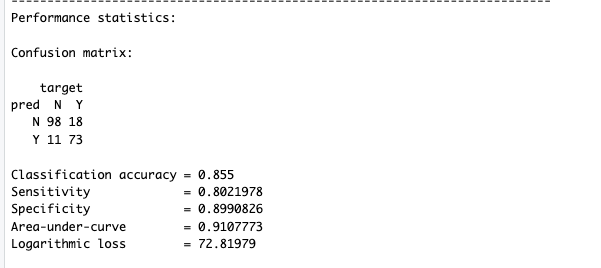 Performance statistics:
Confusion matrix:
target
pred N Y
N 98 18
Y 11 73
Classification accuracy = 0.855
Sensitivity = 0.8021978
Specificity = 0.8990826
Area-under-curve = 0.9107773
Logarithmic loss = 72.81979